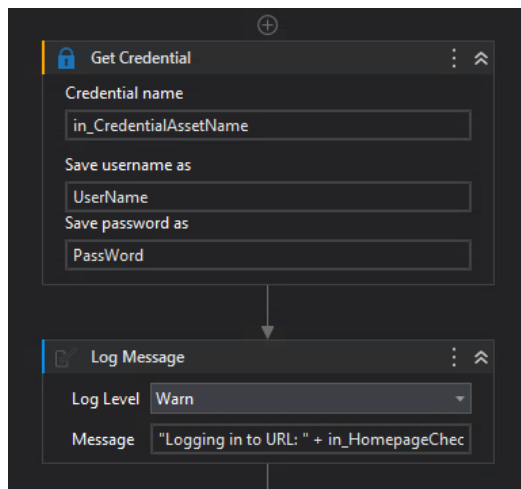 Get Credential
Credential name
in_CredentialAssetName
Save username as
UserName
Save password as
PassWord
Log Message
Log Level Warn
Message "Logging in to URL: " + in_HomepageChec